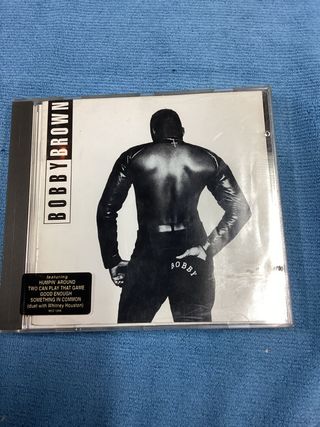 BOBBY BROWN
BOBBY
featuring
HUMPIN' AROUND
TWO CAN PLAY THAT GAME
GOOD ENOUGH
SOMETHING IN COMMON
(duet with Whitney Houston)